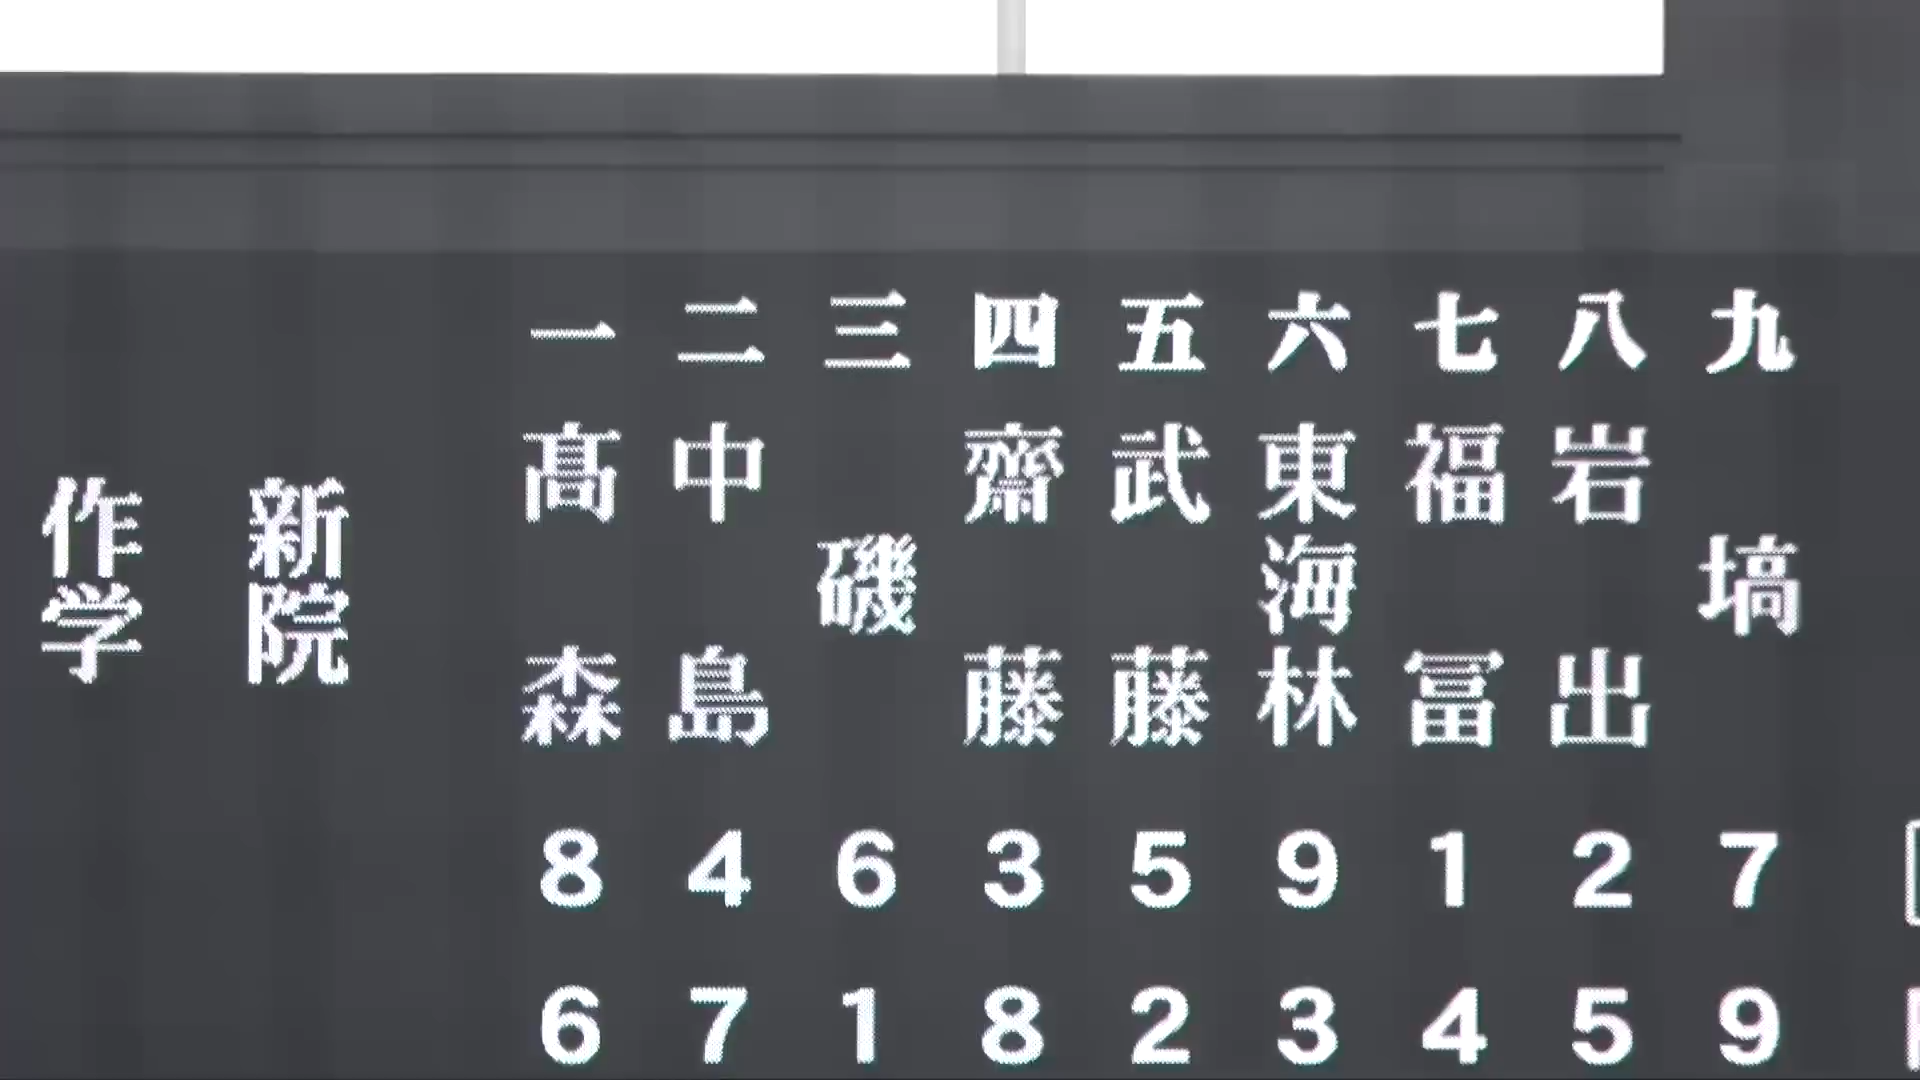 作新
学院
一 二 三 四 五 六 七 八 九
髙森
中島
磯
齋藤
武藤
東海林
福冨
岩出
塙
8 4 6 3 5 9 1 2 7
6 7 1 8 2 3 4 5 9